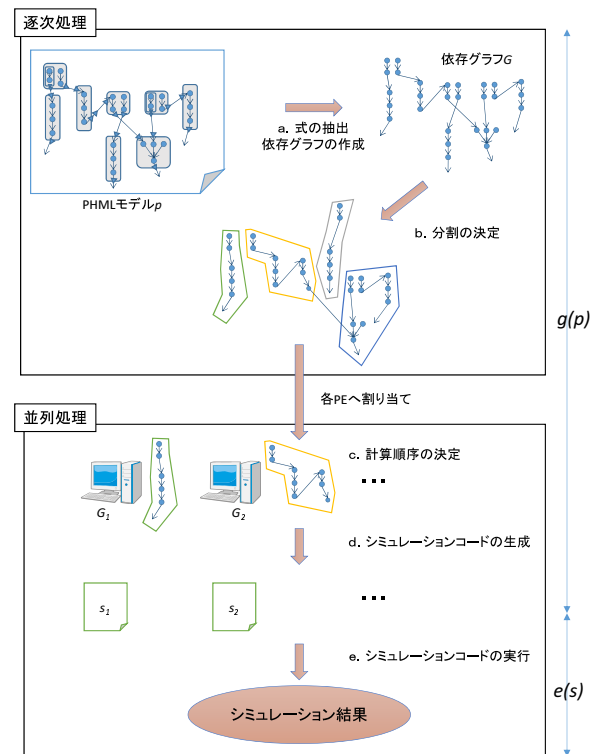 逐次処理
依存グラフG
a. 式の抽出
依存グラフの作成
PHMLモデルp
b. 分割の決定
g(p)
各PEへ割り当て
並列処理
c. 計算順序の決定
...
G1
G2
d. シミュレーションコードの生成
s1
s2
...
e. シミュレーションコードの実行
e(s)
シミュレーション結果